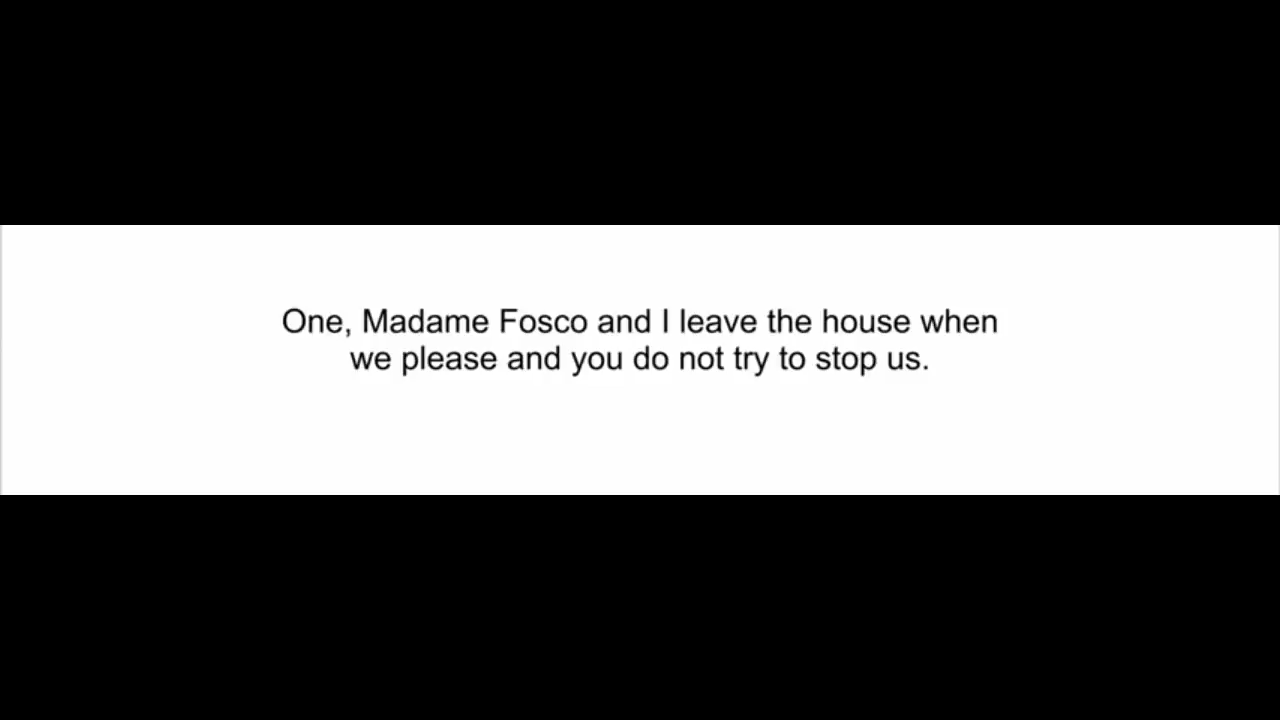 One, Madame Fosco and I leave the house when
we please and you do not try to stop us.